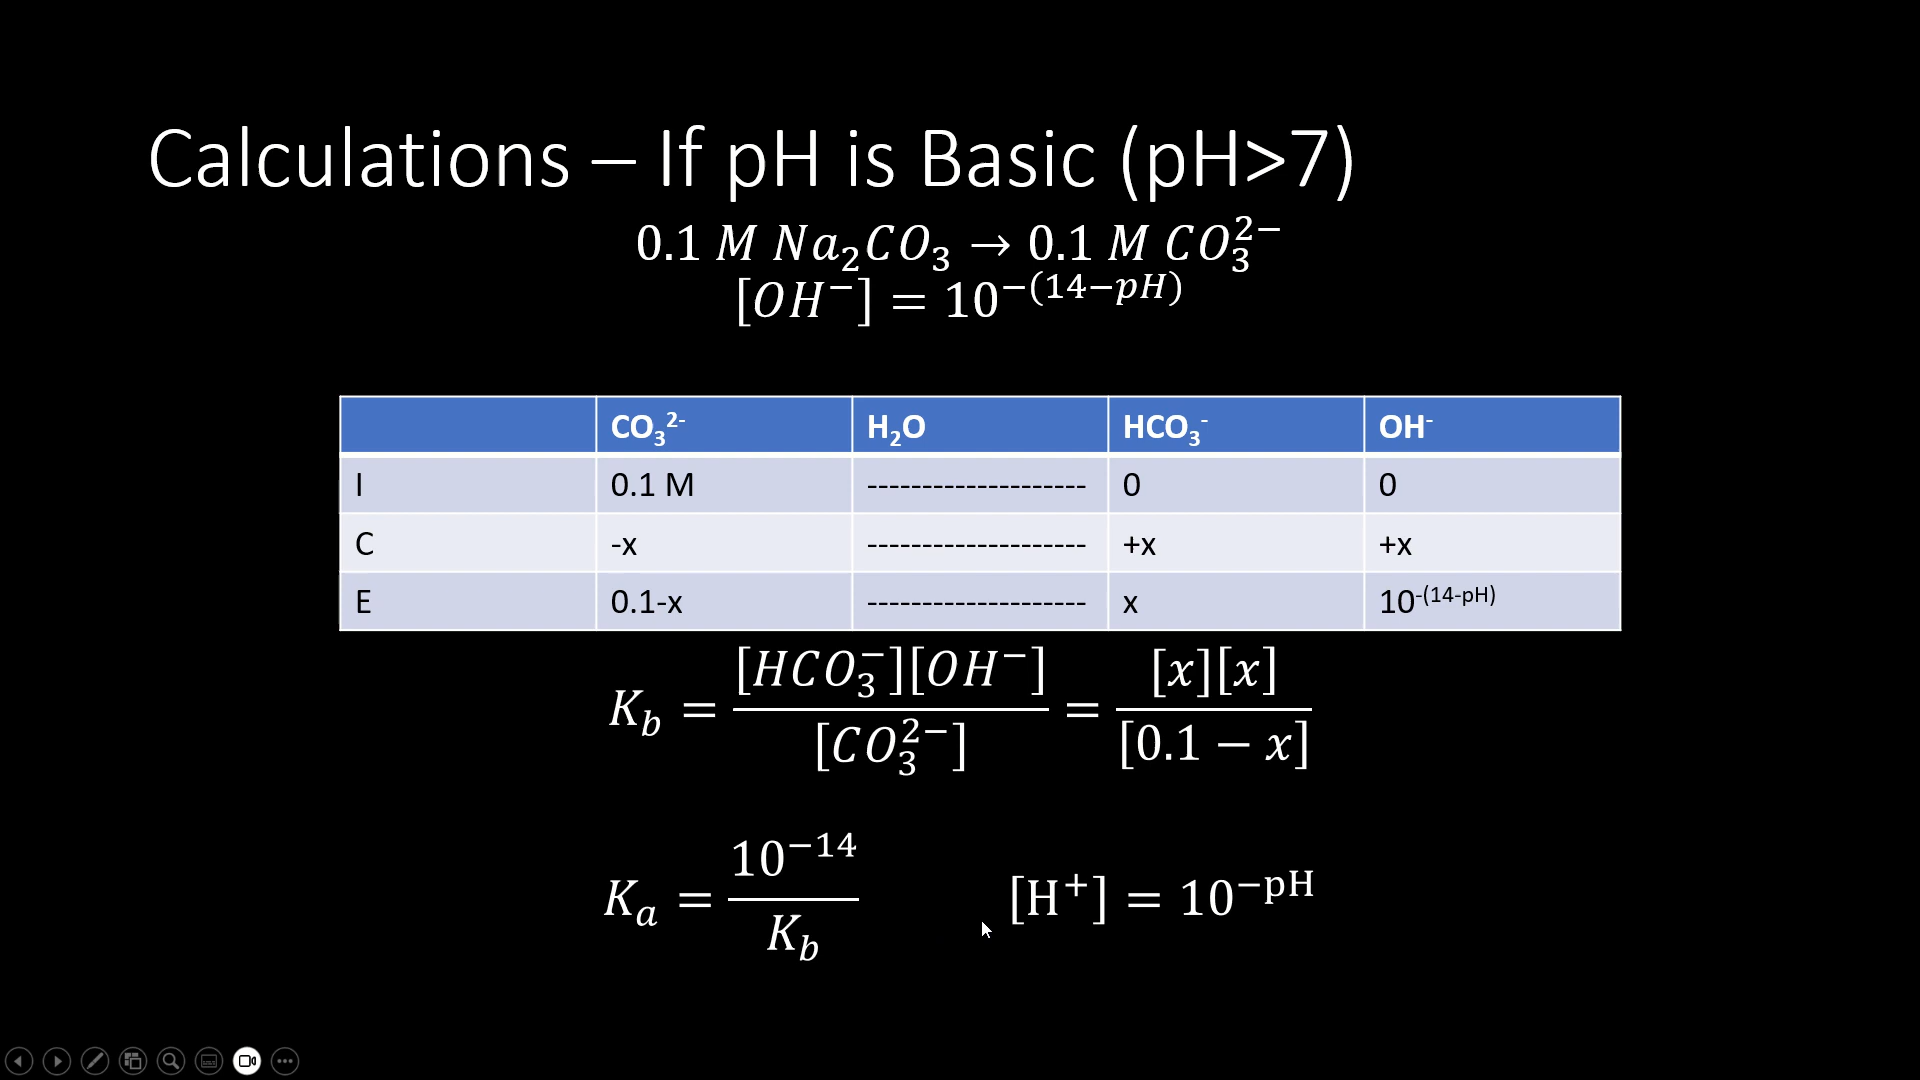 Calculations – If pH is Basic (pH>7)
0.1 M Na₂CO₃ → 0.1 M CO₃²⁻
[OH⁻] = 10⁻⁽¹⁴⁻ᵖᴴ⁾
CO₃²⁻ H₂O HCO₃⁻ OH⁻
I 0.1 M -------------------- 0 0
C -x -------------------- +x +x
E 0.1-x -------------------- x 10⁻⁽¹⁴⁻ᵖᴴ⁾
K_b = [HCO₃⁻][OH⁻] / [CO₃²⁻] = [x][x] / [0.1 − x]
K_a = 10⁻¹⁴ / K_b [H⁺] = 10⁻ᵖᴴ